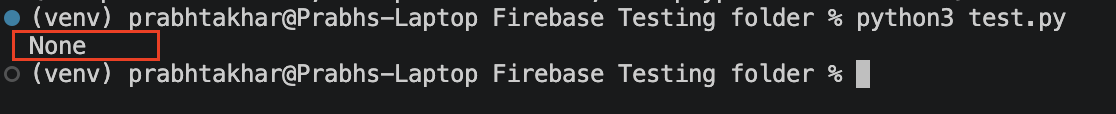 (venv) prabhtakhar@Prabhs-Laptop Firebase Testing folder % python3 test.py
None
(venv) prabhtakhar@Prabhs-Laptop Firebase Testing folder %